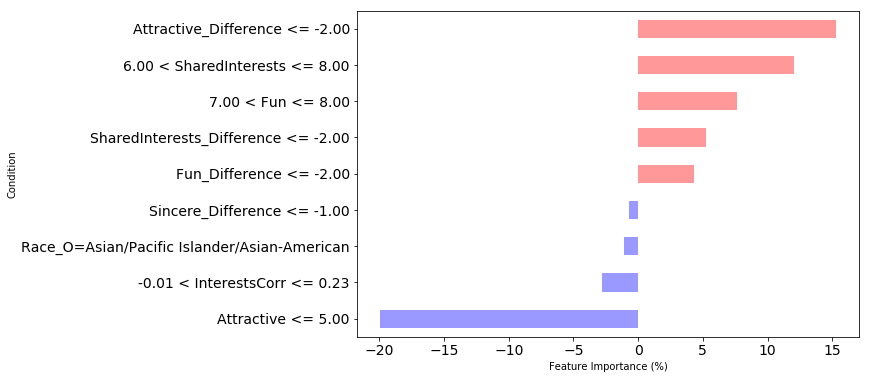 Attractive_Difference <= -2.00
6.00 < SharedInterests <= 8.00
7.00 < Fun <= 8.00
SharedInterests_Difference <= -2.00
Fun_Difference <= -2.00
Sincere_Difference <= -1.00
Race_O=Asian/Pacific Islander/Asian-American
-0.01 < InterestsCorr <= 0.23
Attractive <= 5.00
Condition
−20 −15 −10 −5 0 5 10 15
Feature Importance (%)